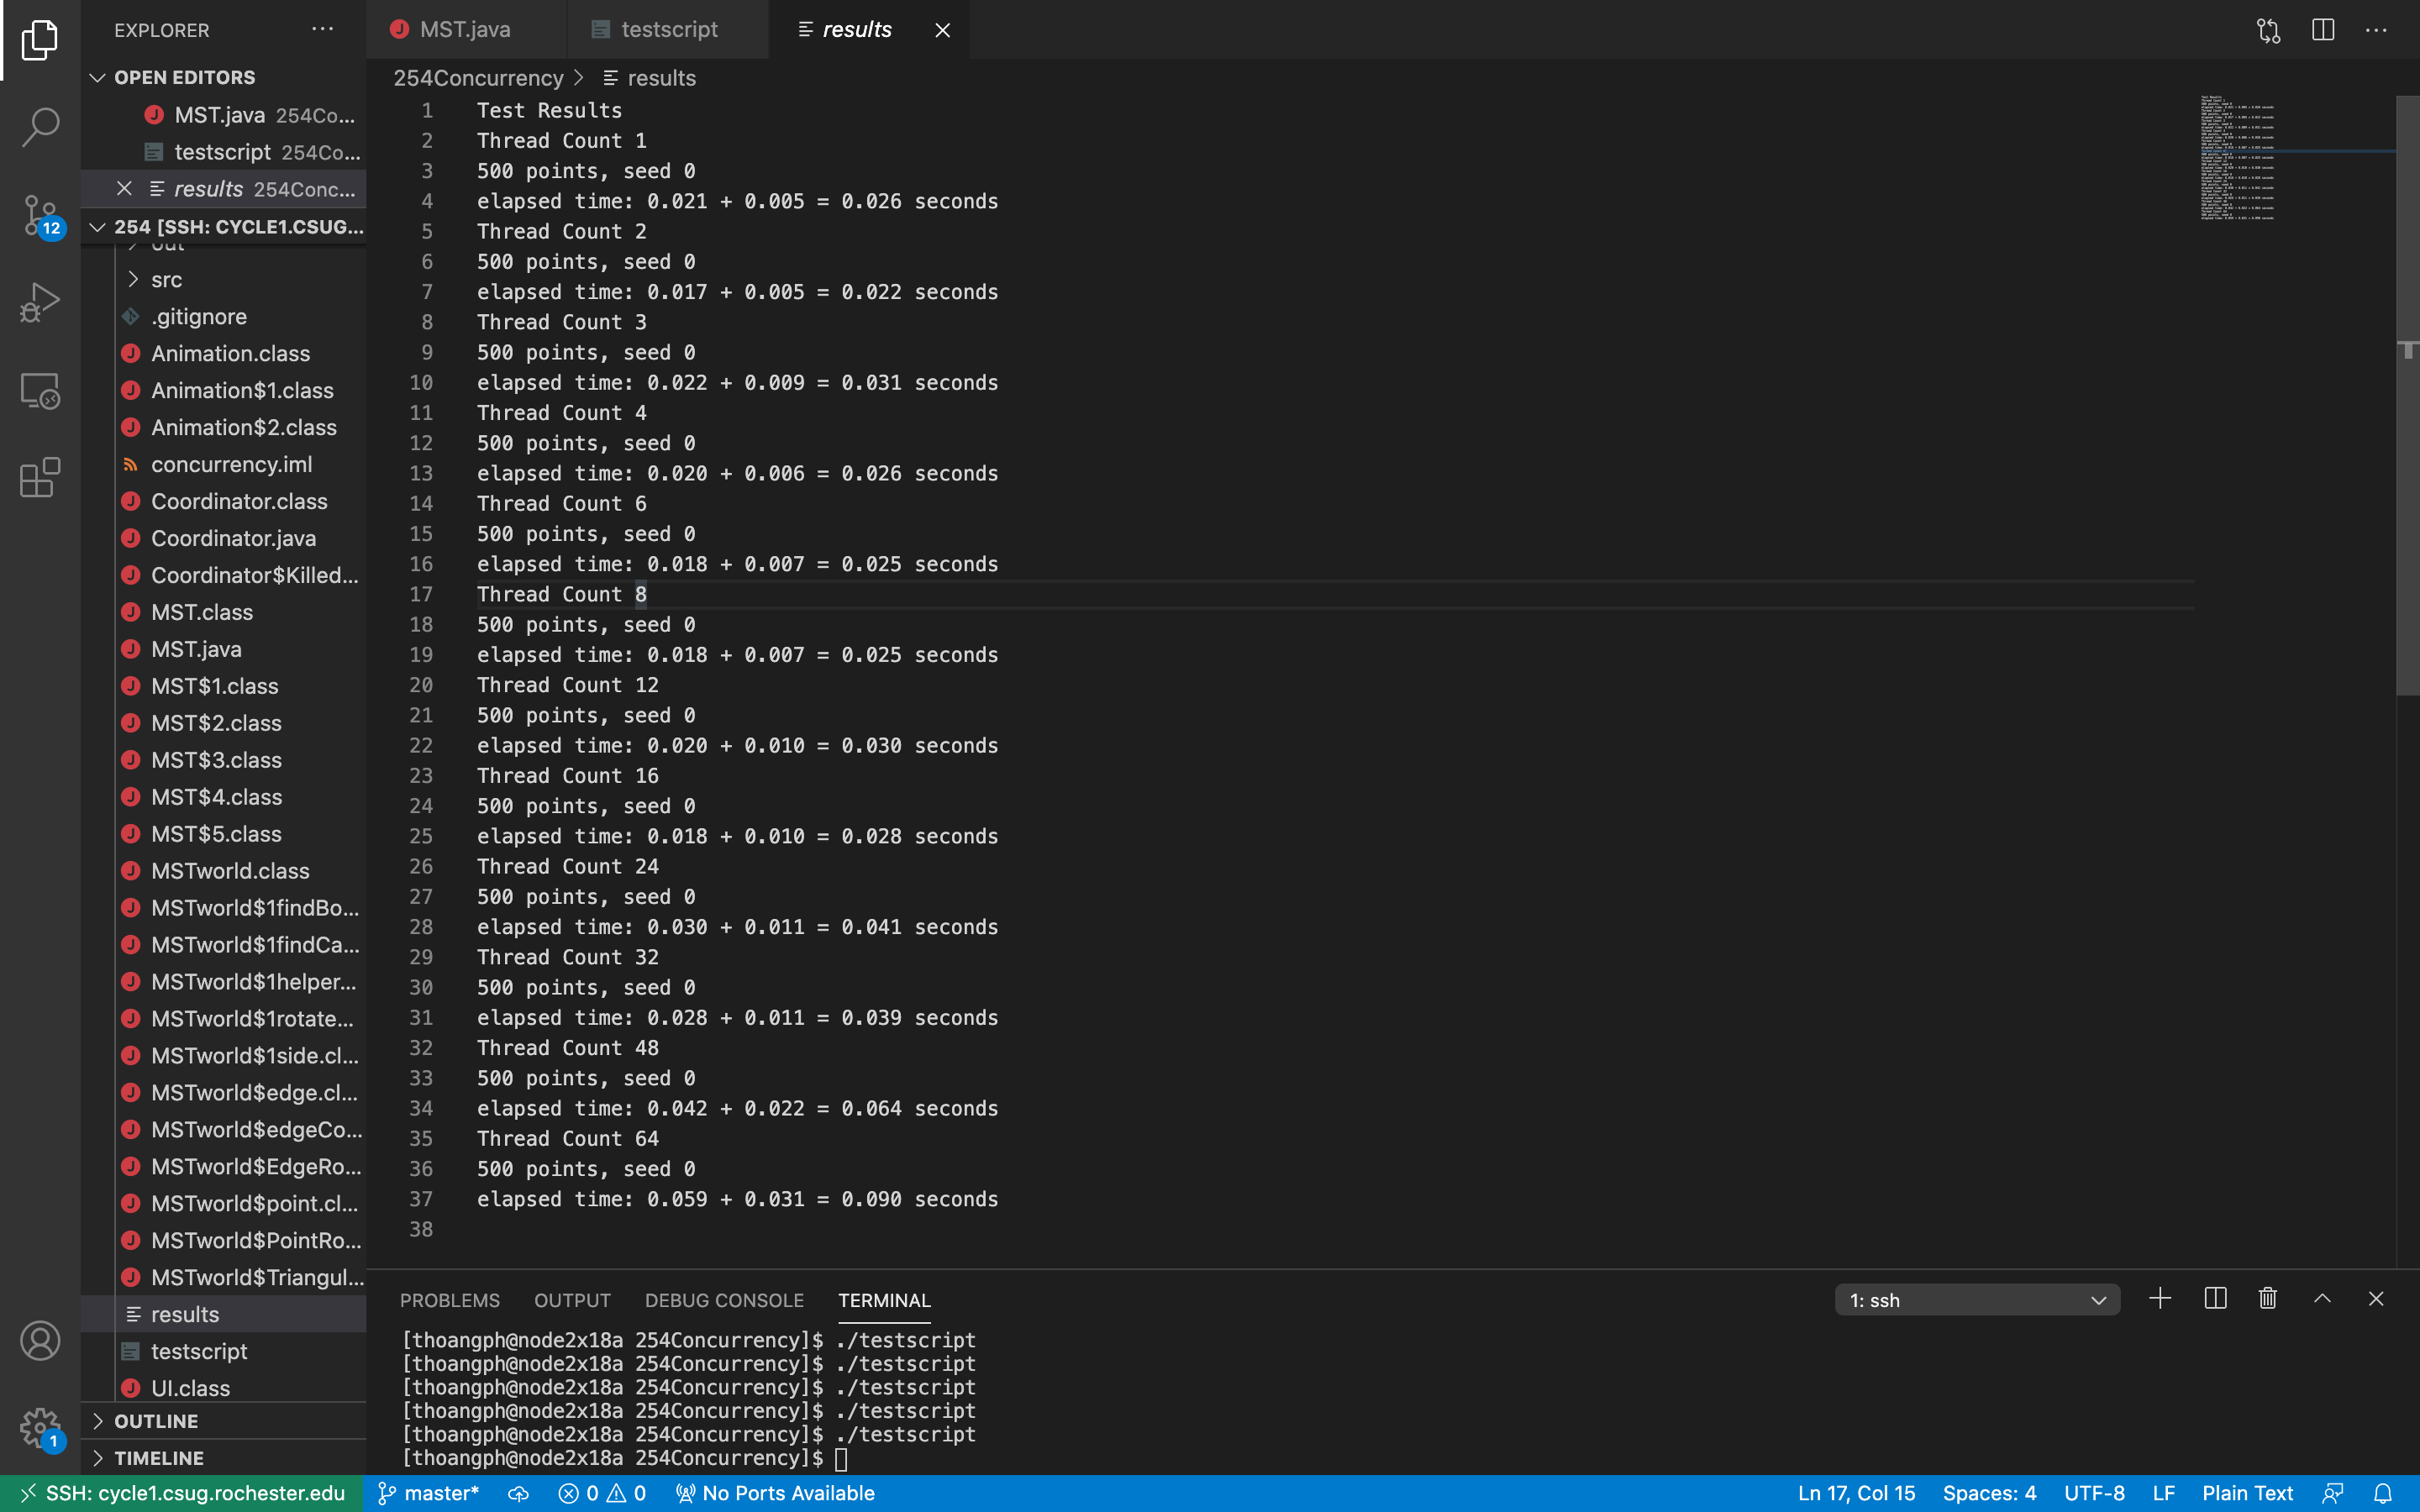 EXPLORER
OPEN EDITORS
MST.java 254Co...
testscript 254Co...
results 254Conc...
254 [SSH: CYCLE1.CSUG...
out
src
.gitignore
Animation.class
Animation$1.class
Animation$2.class
concurrency.iml
Coordinator.class
Coordinator.java
Coordinator$Killed...
MST.class
MST.java
MST$1.class
MST$2.class
MST$3.class
MST$4.class
MST$5.class
MSTworld.class
MSTworld$1findBo...
MSTworld$1findCa...
MSTworld$1helper...
MSTworld$1rotate...
MSTworld$1side.cl...
MSTworld$edge.cl...
MSTworld$edgeCo...
MSTworld$EdgeRo...
MSTworld$point.cl...
MSTworld$PointRo...
MSTworld$Triangul...
results
testscript
UI.class
OUTLINE
TIMELINE
12
1
MST.java testscript results
254Concurrency > results
1 Test Results
2 Thread Count 1
3 500 points, seed 0
4 elapsed time: 0.021 + 0.005 = 0.026 seconds
5 Thread Count 2
6 500 points, seed 0
7 elapsed time: 0.017 + 0.005 = 0.022 seconds
8 Thread Count 3
9 500 points, seed 0
10 elapsed time: 0.022 + 0.009 = 0.031 seconds
11 Thread Count 4
12 500 points, seed 0
13 elapsed time: 0.020 + 0.006 = 0.026 seconds
14 Thread Count 6
15 500 points, seed 0
16 elapsed time: 0.018 + 0.007 = 0.025 seconds
17 Thread Count 8
18 500 points, seed 0
19 elapsed time: 0.018 + 0.007 = 0.025 seconds
20 Thread Count 12
21 500 points, seed 0
22 elapsed time: 0.020 + 0.010 = 0.030 seconds
23 Thread Count 16
24 500 points, seed 0
25 elapsed time: 0.018 + 0.010 = 0.028 seconds
26 Thread Count 24
27 500 points, seed 0
28 elapsed time: 0.030 + 0.011 = 0.041 seconds
29 Thread Count 32
30 500 points, seed 0
31 elapsed time: 0.028 + 0.011 = 0.039 seconds
32 Thread Count 48
33 500 points, seed 0
34 elapsed time: 0.042 + 0.022 = 0.064 seconds
35 Thread Count 64
36 500 points, seed 0
37 elapsed time: 0.059 + 0.031 = 0.090 seconds
38
PROBLEMS OUTPUT DEBUG CONSOLE TERMINAL 1: ssh
[thoangph@node2x18a 254Concurrency]$ ./testscript
[thoangph@node2x18a 254Concurrency]$ ./testscript
[thoangph@node2x18a 254Concurrency]$ ./testscript
[thoangph@node2x18a 254Concurrency]$ ./testscript
[thoangph@node2x18a 254Concurrency]$ ./testscript
[thoangph@node2x18a 254Concurrency]$
SSH: cycle1.csug.rochester.edu master* 0 0 No Ports Available Ln 17, Col 15 Spaces: 4 UTF-8 LF Plain Text